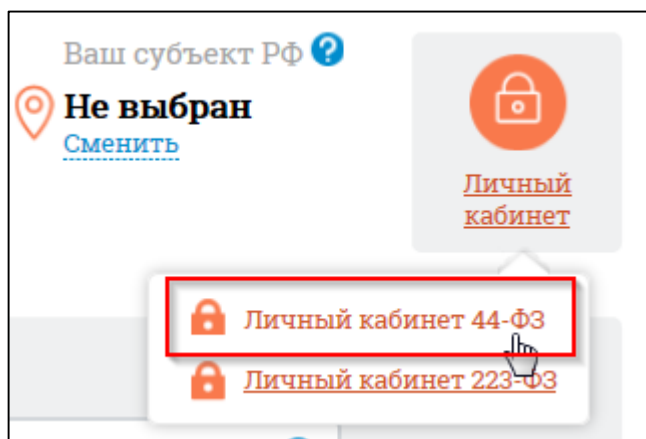 Ваш субъект РФ ?
Не выбран
Сменить
Личный
кабинет
Личный кабинет 44-ФЗ
Личный кабинет 223-ФЗ